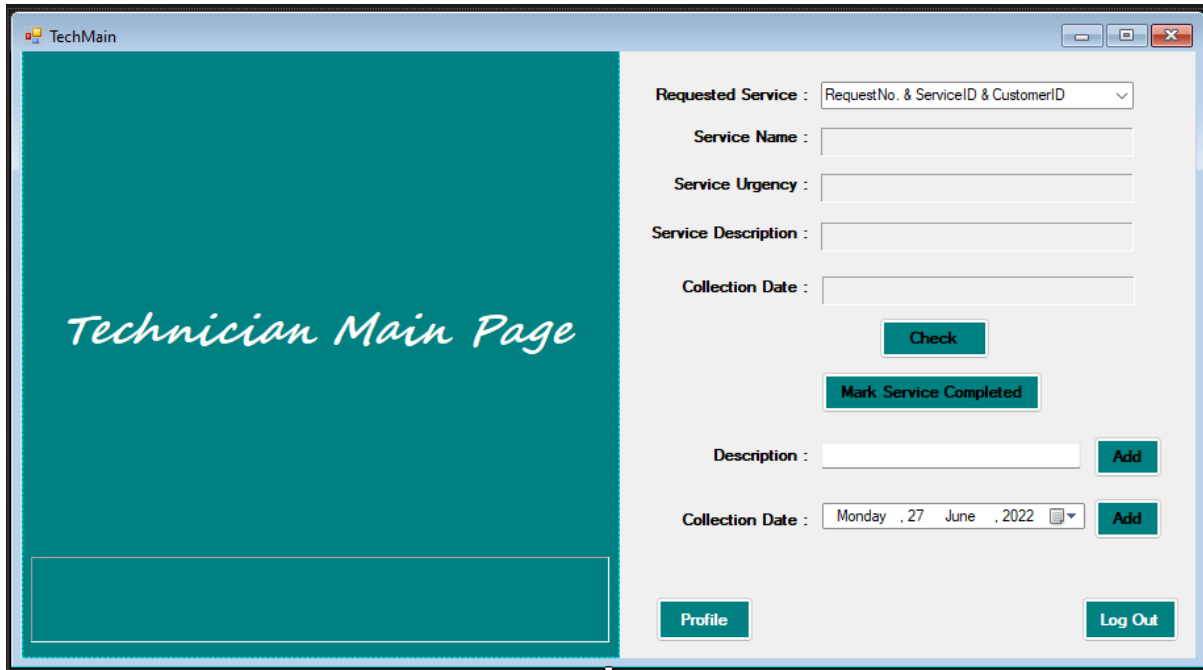 TechMain
Technician Main Page
Requested Service : RequestNo. & ServiceID & CustomerID
Service Name :
Service Urgency :
Service Description :
Collection Date :
Check
Mark Service Completed
Description : Add
Collection Date : Monday , 27 June , 2022 Add
Profile Log Out